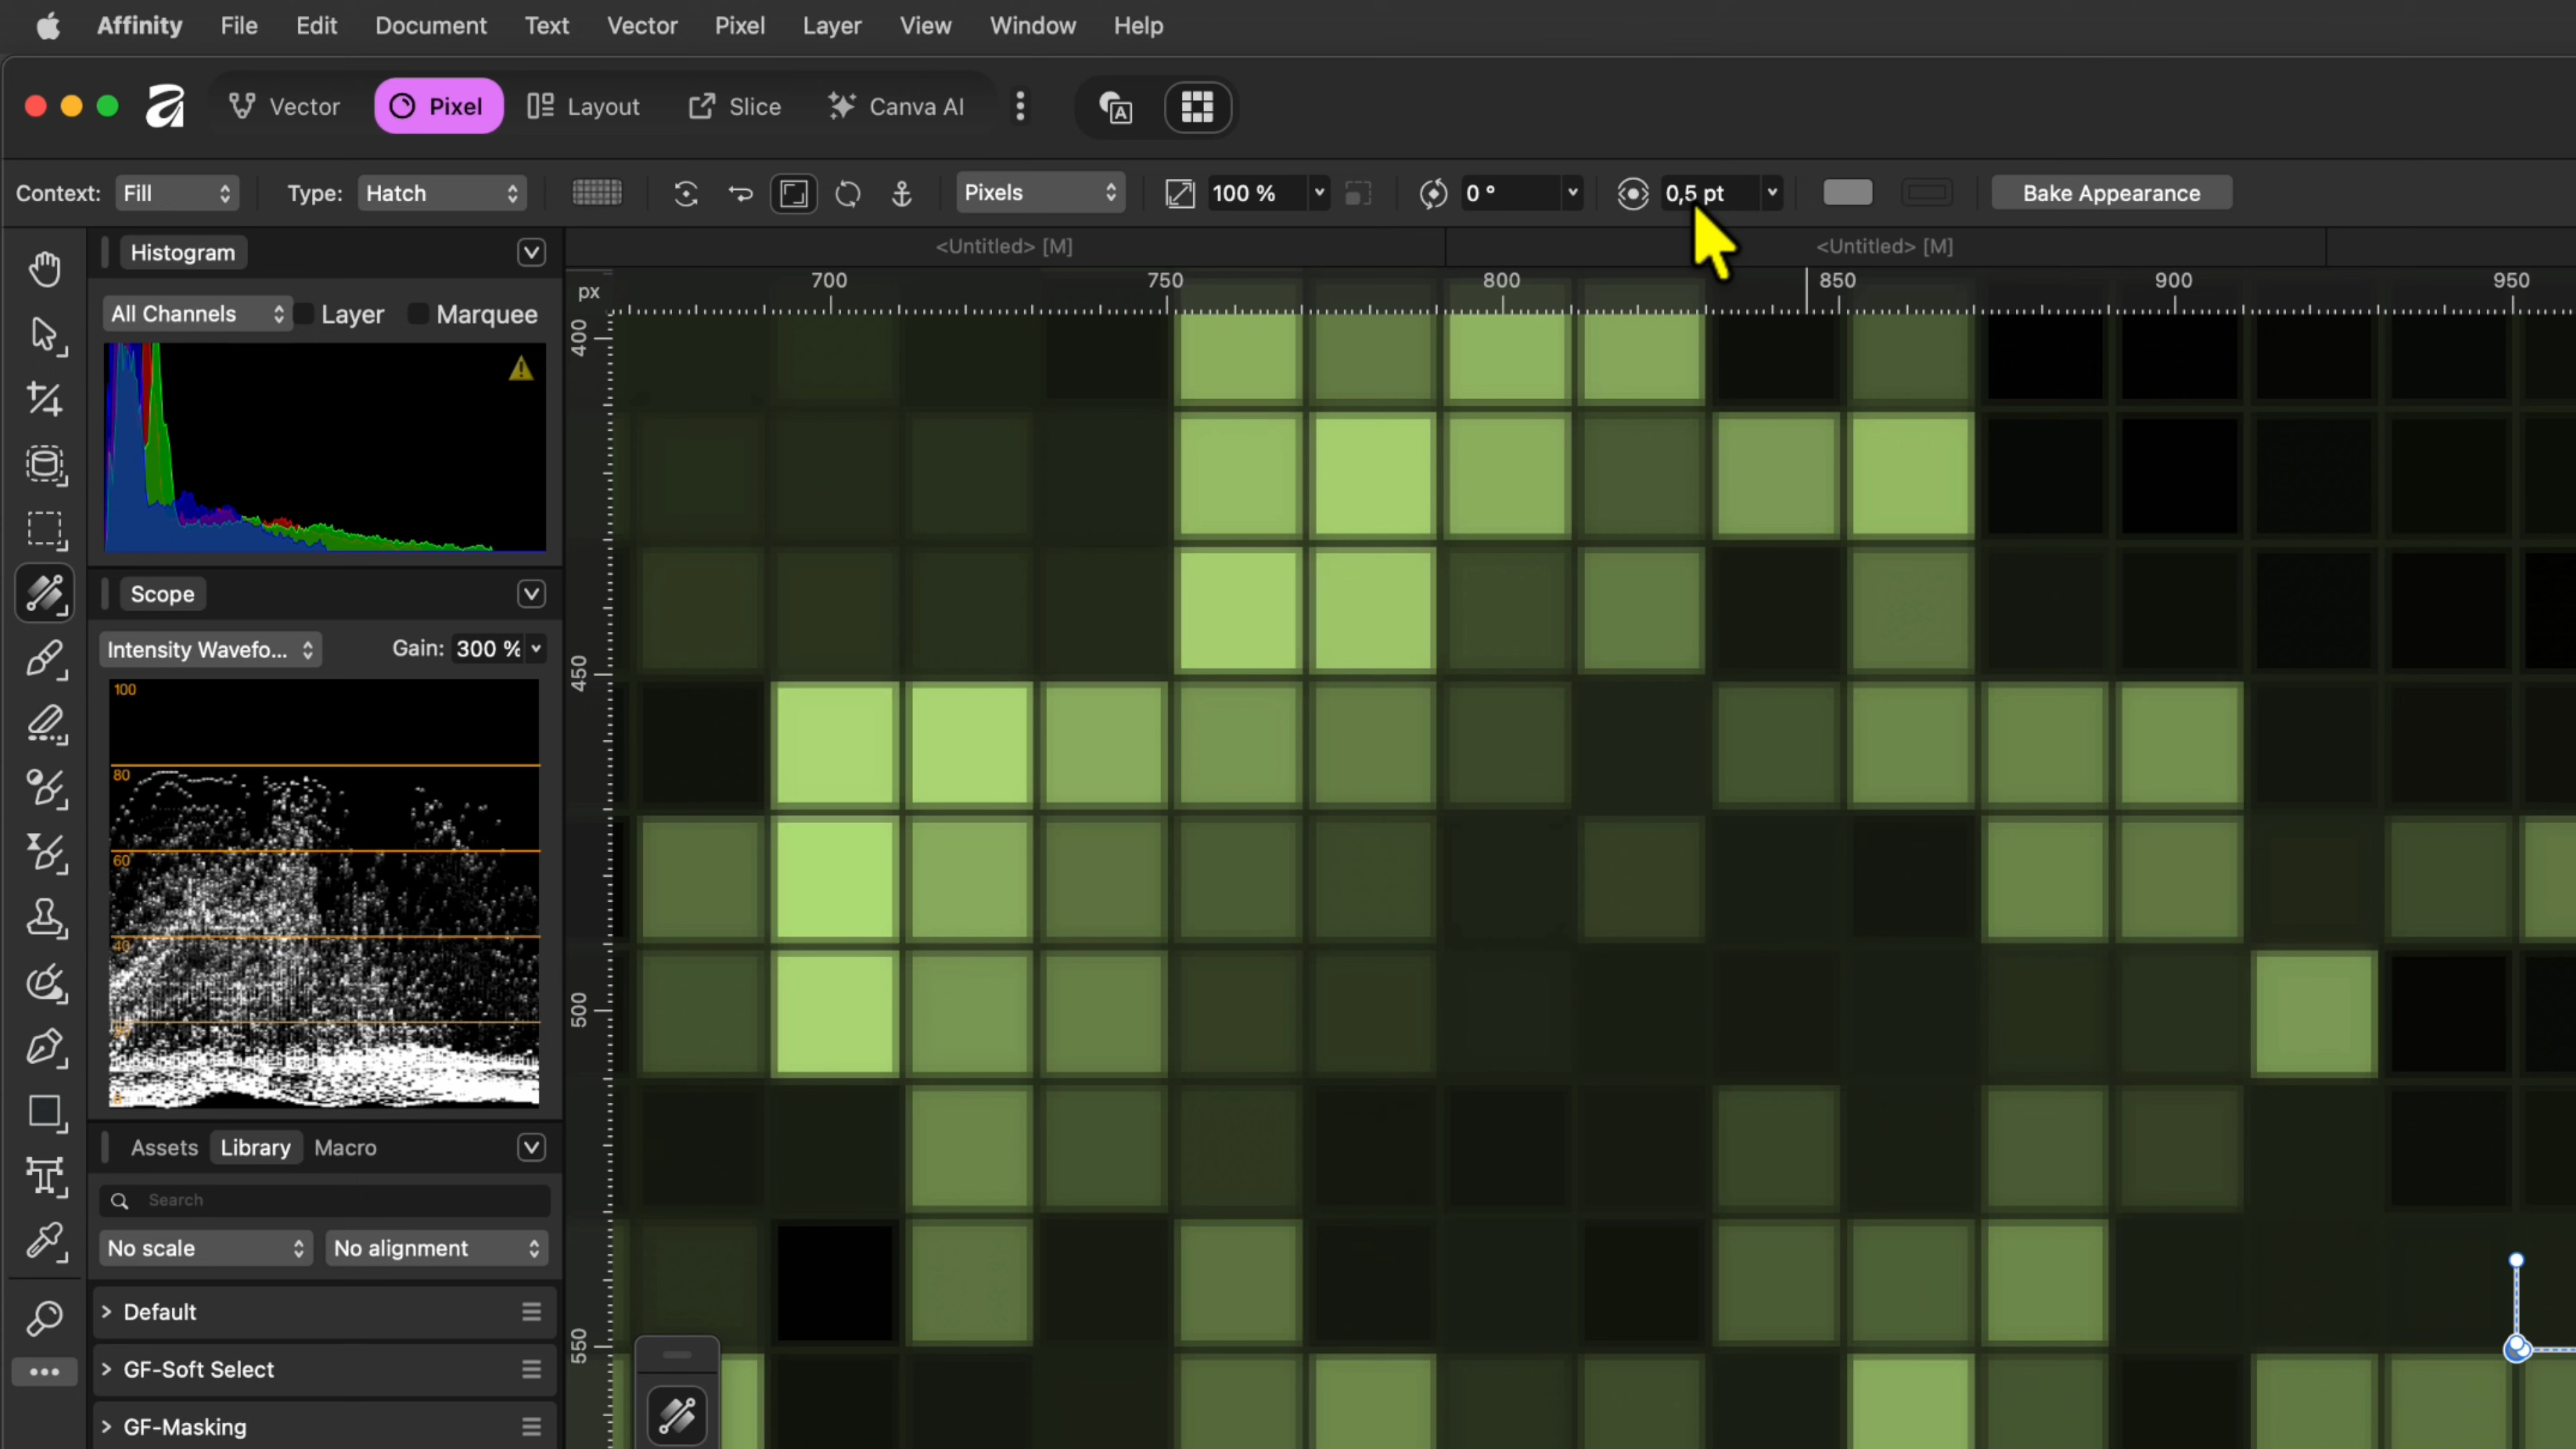 Affinity File Edit Document Text Vector Pixel Layer View Window Help
Vector Pixel Layout Slice Canva AI
A
Context: Fill Type: Hatch Pixels 100 % 0 ° 0,5 pt Bake Appearance
Histogram
<Untitled> [M] <Untitled> [M]
px 700 750 800 850 900 950
All Channels Layer Marquee
400
Scope
Intensity Wavefo... Gain: 300 %
450
100
80
60
40
500
0
Assets Library Macro
Search
No scale No alignment
Default
550
GF-Soft Select
GF-Masking